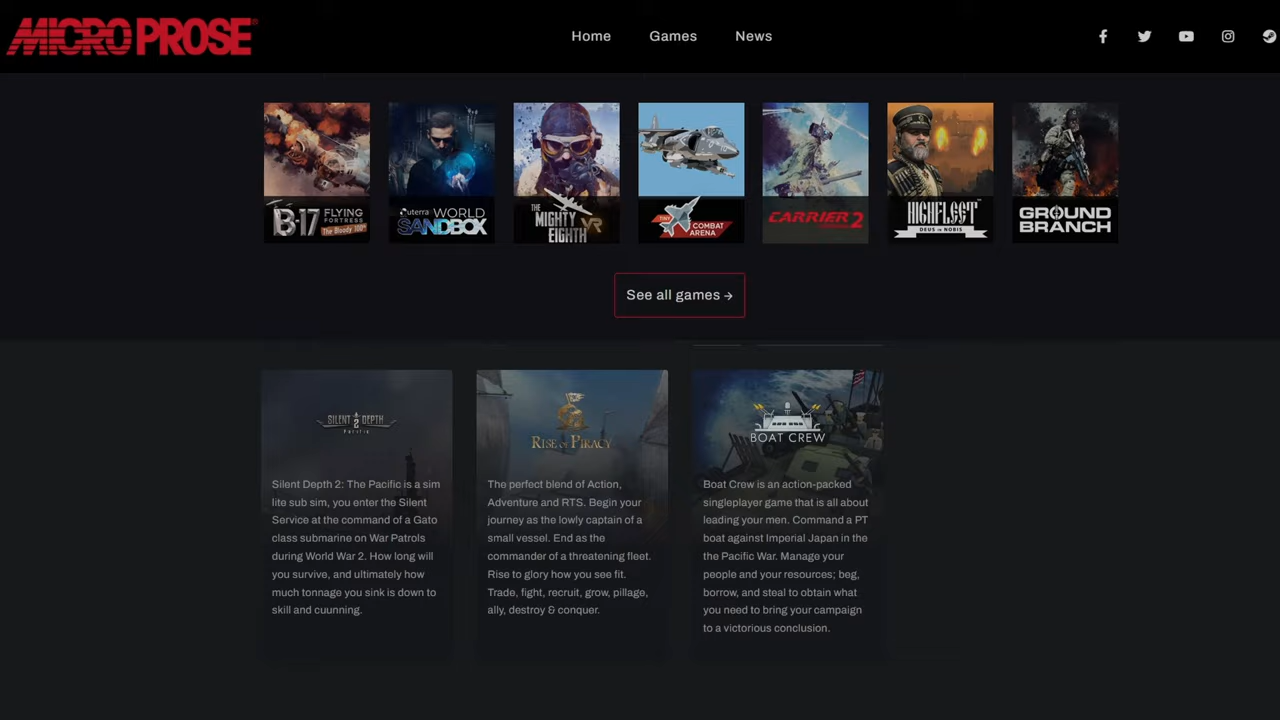 MICROPROSE®
Home Games News
B-17 FLYING FORTRESS The Bloody 100th
outerra WORLD SANDBOX
THE MIGHTY EIGHTH VR
TINY COMBAT ARENA
CARRIER 2
HIGHFLEET
DEUS IN NOBIS
GROUND BRANCH
See all games →
SILENT 2 DEPTH
Pacific
RISE OF PIRACY
BOAT CREW
Silent Depth 2: The Pacific is a sim
lite sub sim, you enter the Silent
Service at the command of a Gato
class submarine on War Patrols
during World War 2. How long will
you survive, and ultimately how
much tonnage you sink is down to
skill and cuunning.
The perfect blend of Action,
Adventure and RTS. Begin your
journey as the lowly captain of a
small vessel. End as the
commander of a threatening fleet.
Rise to glory how you see fit.
Trade, fight, recruit, grow, pillage,
ally, destroy & conquer.
Boat Crew is an action-packed
singleplayer game that is all about
leading your men. Command a PT
boat against Imperial Japan in the
the Pacific War. Manage your
people and your resources; beg,
borrow, and steal to obtain what
you need to bring your campaign
to a victorious conclusion.